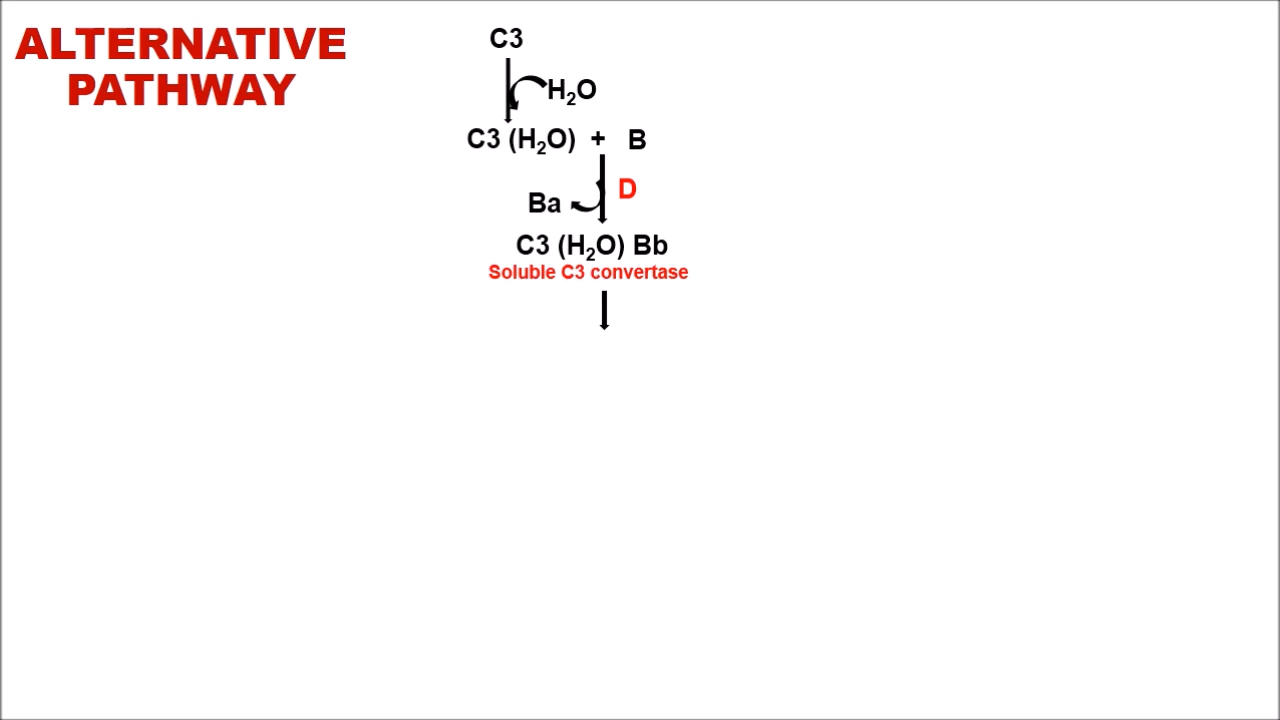 ALTERNATIVE
PATHWAY
C3
H₂O
C3 (H₂O) + B
D
Ba
C3 (H₂O) Bb
Soluble C3 convertase